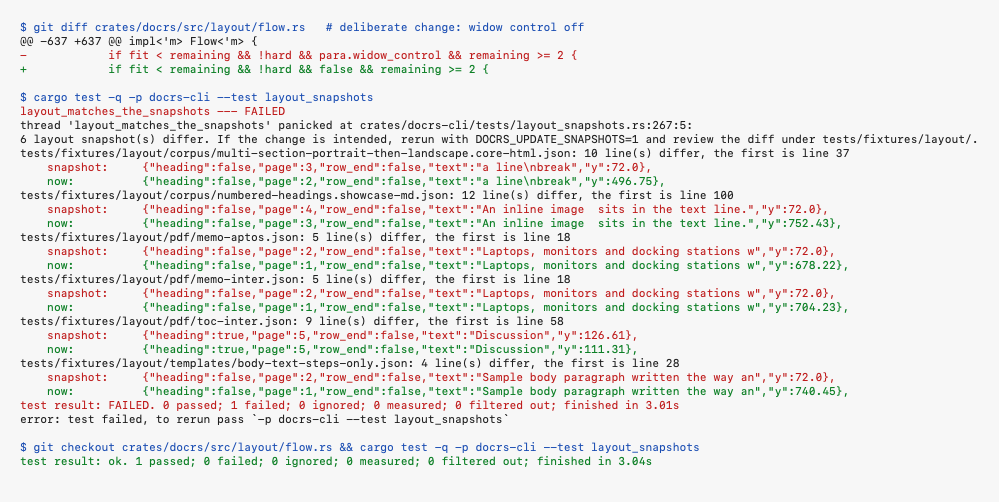 $ git diff crates/docrs/src/layout/flow.rs   # deliberate change: widow control off
@@ -637 +637 @@ impl<'m> Flow<'m> {
-            if fit < remaining && !hard && para.widow_control && remaining >= 2 {
+            if fit < remaining && !hard && false && remaining >= 2 {
$ cargo test -q -p docrs-cli --test layout_snapshots
layout_matches_the_snapshots --- FAILED
thread 'layout_matches_the_snapshots' panicked at crates/docrs-cli/tests/layout_snapshots.rs:267:5:
6 layout snapshot(s) differ. If the change is intended, rerun with DOCRS_UPDATE_SNAPSHOTS=1 and review the diff under tests/fixtures/layout/.
tests/fixtures/layout/corpus/multi-section-portrait-then-landscape.core-html.json: 10 line(s) differ, the first is line 37
    snapshot:     {"heading":false,"page":3,"row_end":false,"text":"a line\nbreak","y":72.0},
    now:          {"heading":false,"page":2,"row_end":false,"text":"a line\nbreak","y":496.75},
tests/fixtures/layout/corpus/numbered-headings.showcase-md.json: 12 line(s) differ, the first is line 100
    snapshot:     {"heading":false,"page":4,"row_end":false,"text":"An inline image  sits in the text line.","y":72.0},
    now:          {"heading":false,"page":3,"row_end":false,"text":"An inline image  sits in the text line.","y":752.43},
tests/fixtures/layout/pdf/memo-aptos.json: 5 line(s) differ, the first is line 18
    snapshot:     {"heading":false,"page":2,"row_end":false,"text":"Laptops, monitors and docking stations w","y":72.0},
    now:          {"heading":false,"page":1,"row_end":false,"text":"Laptops, monitors and docking stations w","y":678.22},
tests/fixtures/layout/pdf/memo-inter.json: 5 line(s) differ, the first is line 18
    snapshot:     {"heading":false,"page":2,"row_end":false,"text":"Laptops, monitors and docking stations w","y":72.0},
    now:          {"heading":false,"page":1,"row_end":false,"text":"Laptops, monitors and docking stations w","y":704.23},
tests/fixtures/layout/pdf/toc-inter.json: 9 line(s) differ, the first is line 58
    snapshot:     {"heading":true,"page":5,"row_end":false,"text":"Discussion","y":126.61},
    now:          {"heading":true,"page":5,"row_end":false,"text":"Discussion","y":111.31},
tests/fixtures/layout/templates/body-text-steps-only.json: 4 line(s) differ, the first is line 28
    snapshot:     {"heading":false,"page":2,"row_end":false,"text":"Sample body paragraph written the way an","y":72.0},
    now:          {"heading":false,"page":1,"row_end":false,"text":"Sample body paragraph written the way an","y":740.45},
test result: FAILED. 0 passed; 1 failed; 0 ignored; 0 measured; 0 filtered out; finished in 3.01s
error: test failed, to rerun pass `-p docrs-cli --test layout_snapshots`
$ git checkout crates/docrs/src/layout/flow.rs && cargo test -q -p docrs-cli --test layout_snapshots
test result: ok. 1 passed; 0 failed; 0 ignored; 0 measured; 0 filtered out; finished in 3.04s